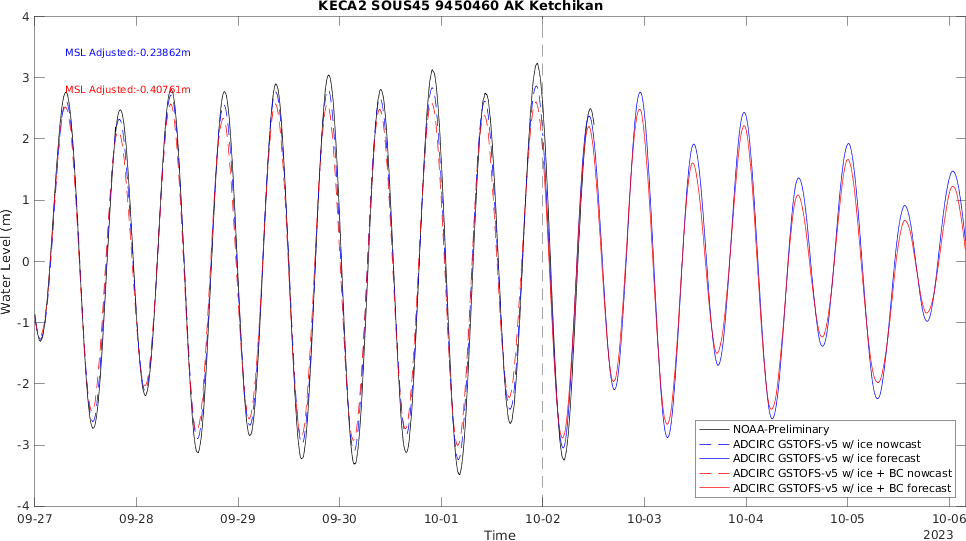 KECA2 SOUS45 9450460 AK Ketchikan
MSL Adjusted:-0.23862m
MSL Adjusted:-0.40761m
Water Level (m)
4
3
2
1
0
-1
-2
-3
-4
NOAA-Preliminary
ADCIRC GSTOFS-v5 w/ ice nowcast
ADCIRC GSTOFS-v5 w/ ice forecast
ADCIRC GSTOFS-v5 w/ ice + BC nowcast
ADCIRC GSTOFS-v5 w/ ice + BC forecast
09-27 09-28 09-29 09-30 10-01 10-02 10-03 10-04 10-05 10-06
Time
2023